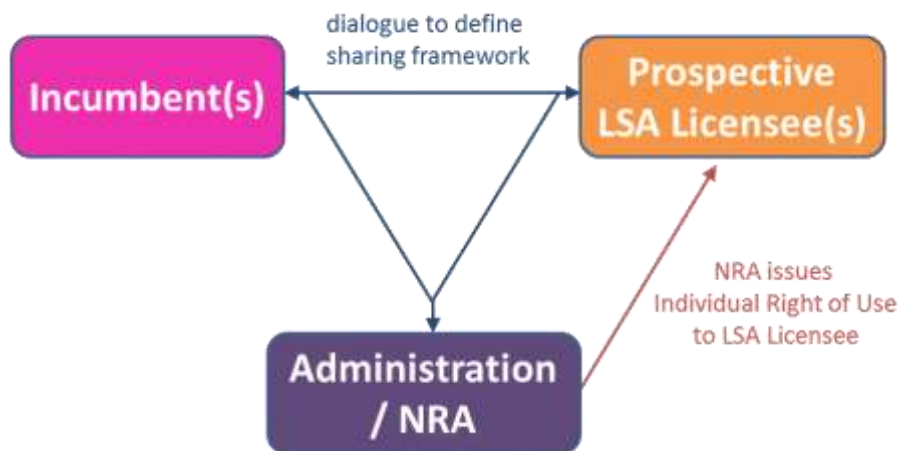 dialogue to define
sharing framework
Incumbent(s)
Prospective
LSA Licensee(s)
NRA issues
Individual Right of Use
to LSA Licensee
Administration
/ NRA